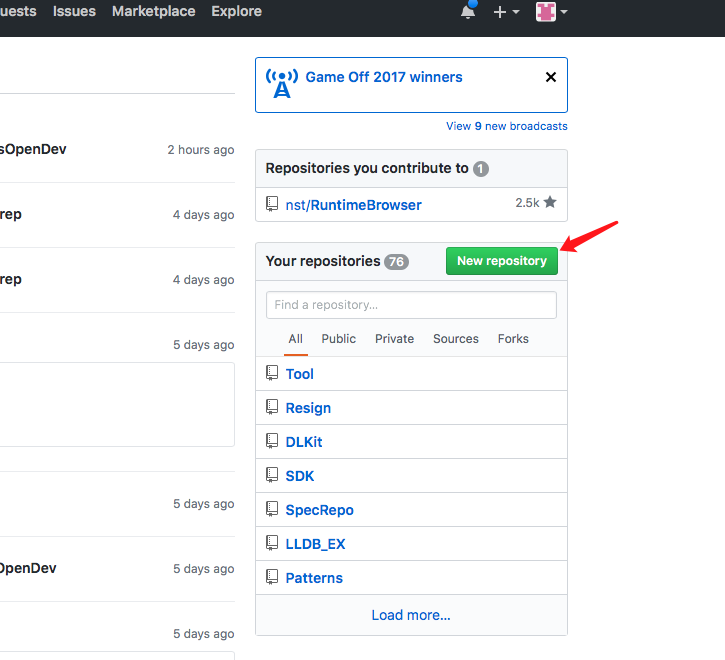 uests Issues Marketplace Explore
Game Off 2017 winners
View 9 new broadcasts
sOpenDev 2 hours ago
rep 4 days ago
rep 4 days ago
5 days ago
5 days ago
OpenDev 5 days ago
5 days ago
Repositories you contribute to 1
nst/RuntimeBrowser 2.5k
Your repositories 76 New repository
Find a repository...
All Public Private Sources Forks
Tool
Resign
DLKit
SDK
SpecRepo
LLDB_EX
Patterns
Load more...